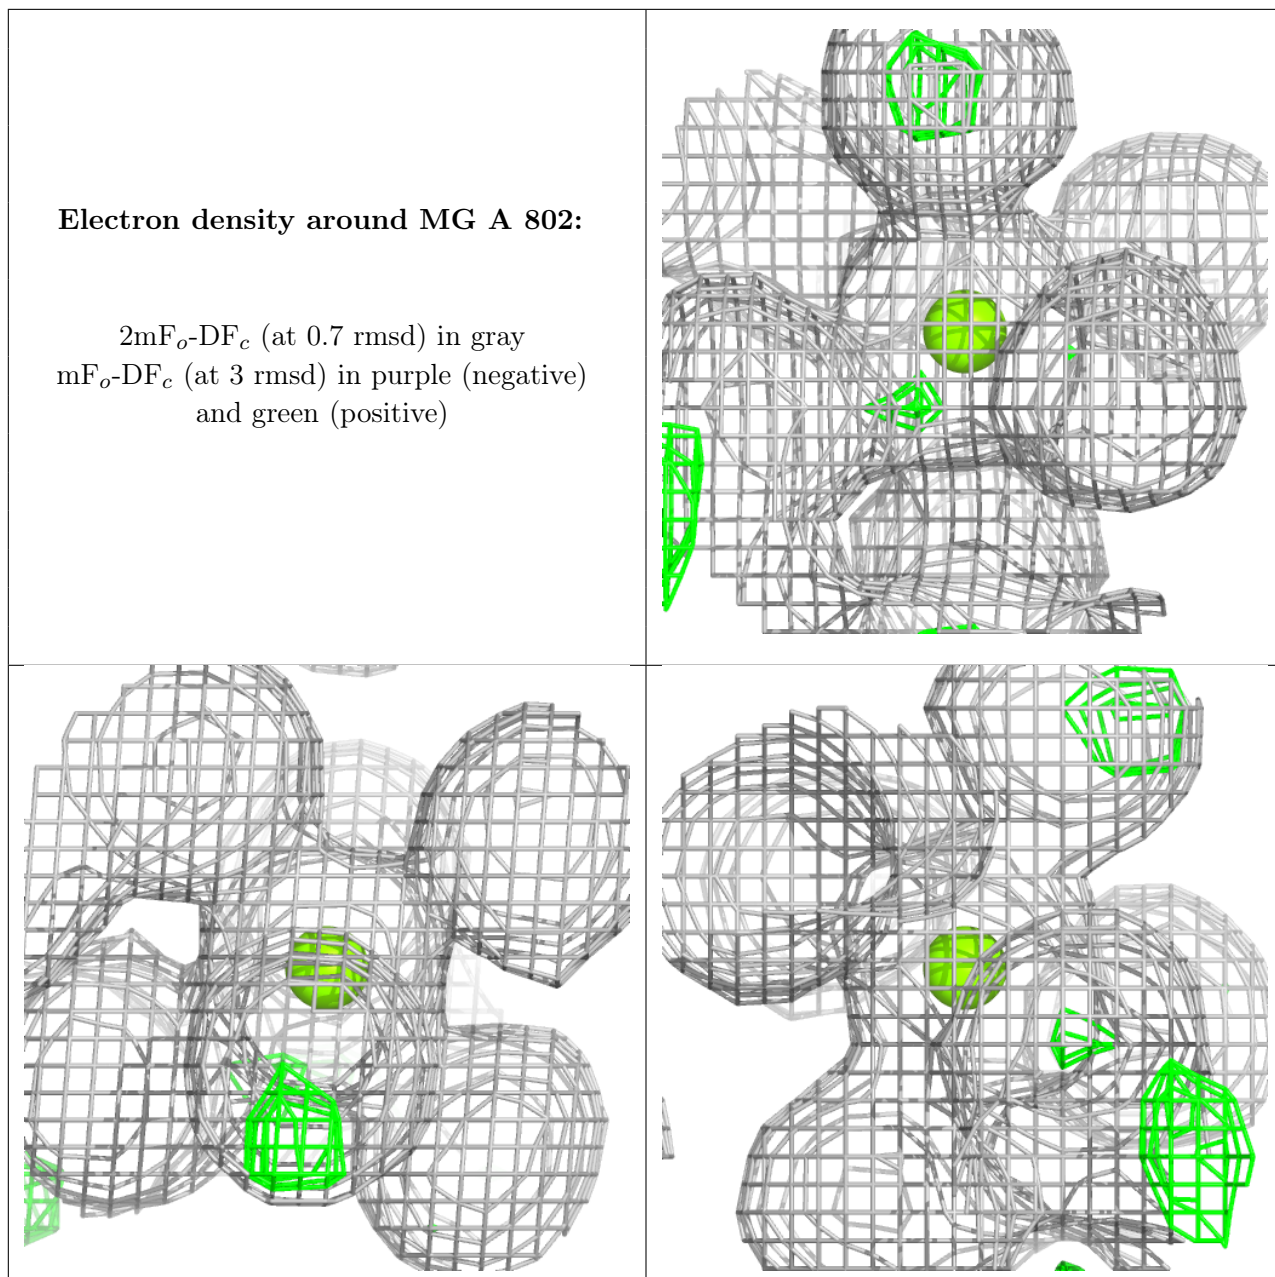 Electron density around MG A 802:
2mFo-DFc (at 0.7 rmsd) in gray
mFo-DFc (at 3 rmsd) in purple (negative)
and green (positive)